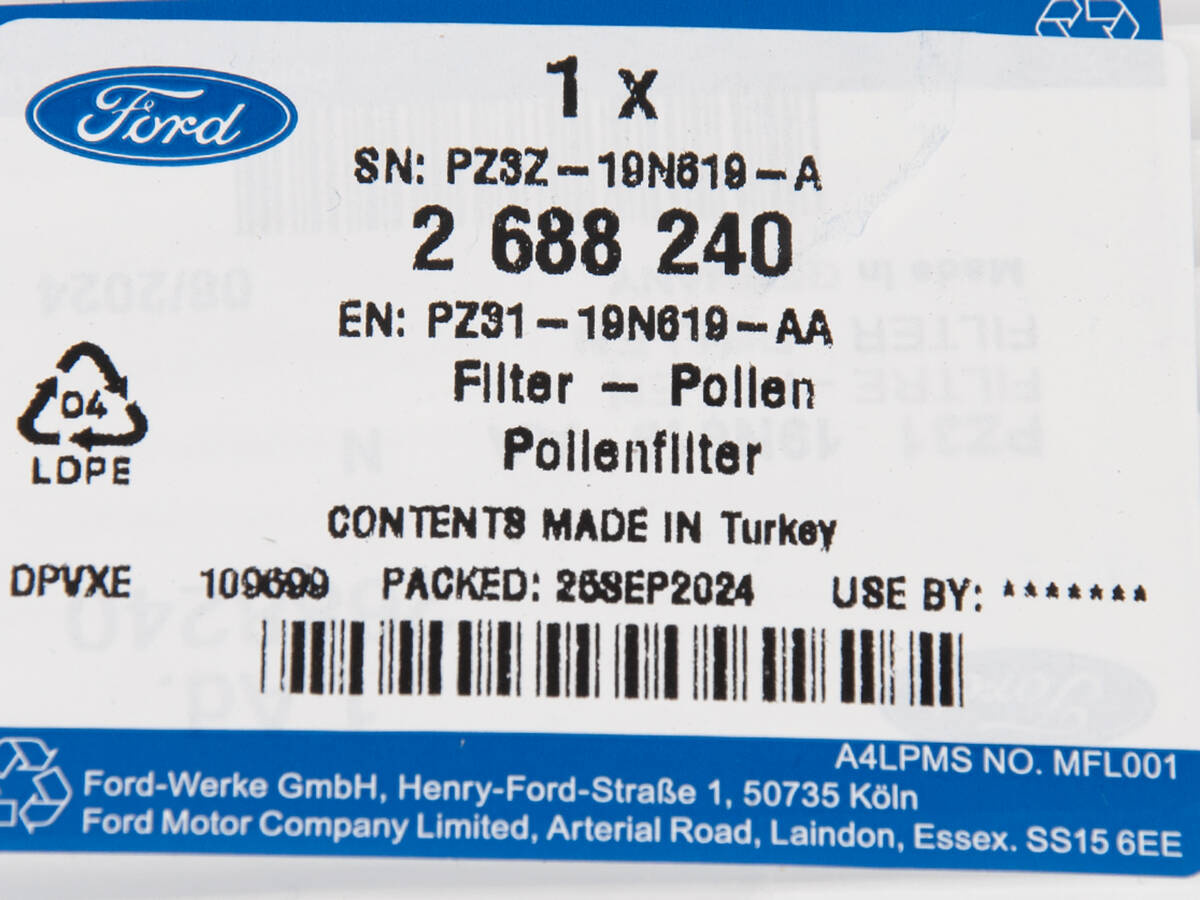 Ford
1 x
SN: PZ3Z-19N619-A
2 688 240
EN: PZ31-19N619-AA
Filter - Pollen
Pollenfilter
04
LDPE
CONTENTS MADE IN Turkey
DPVXE 109699 PACKED: 25SEP2024 USE BY: *******
A4LPMS NO. MFL001
Ford-Werke GmbH, Henry-Ford-Straße 1, 50735 Köln
Ford Motor Company Limited, Arterial Road, Laindon, Essex. SS15 6EE